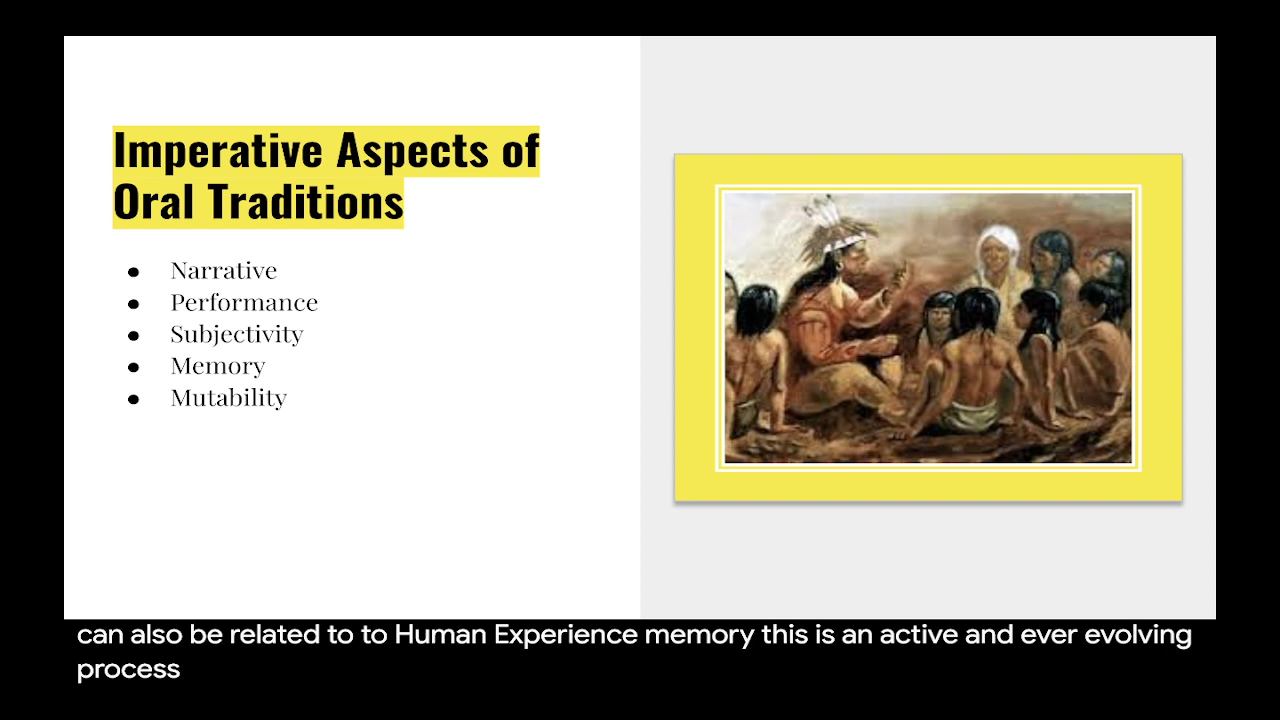 Imperative Aspects of
Oral Traditions
● Narrative
● Performance
● Subjectivity
● Memory
● Mutability
can also be related to to Human Experience memory this is an active and ever evolving
process